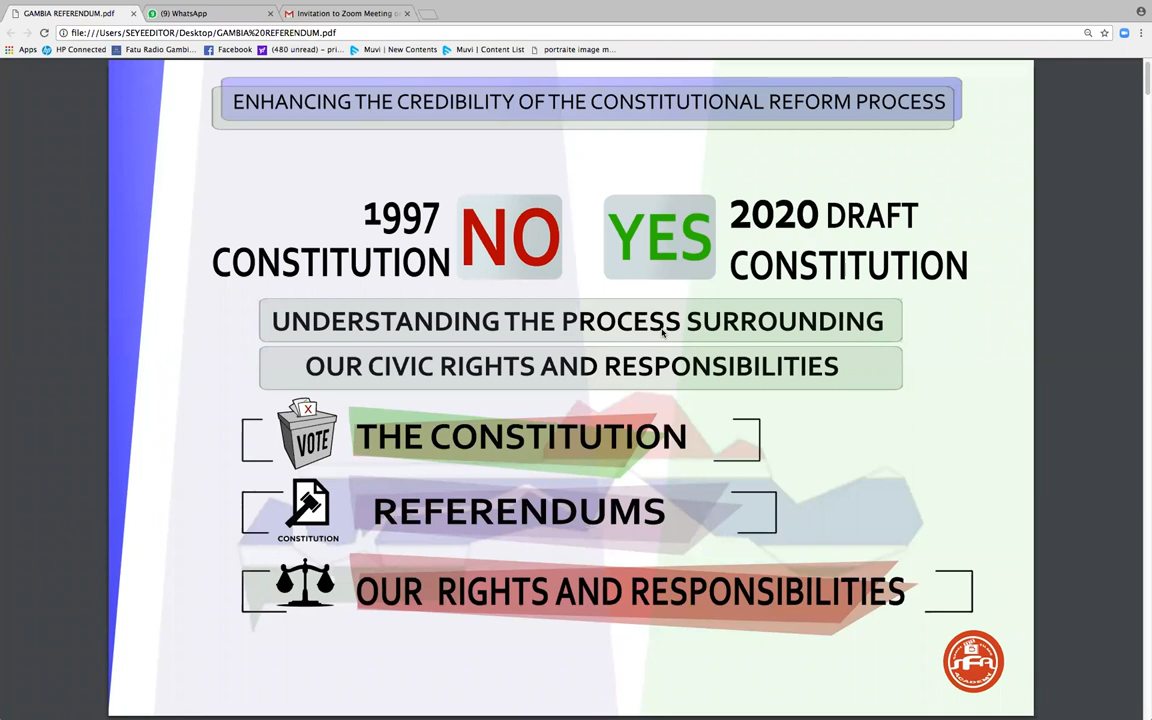 GAMBIA REFERENDUM.pdf
(9) WhatsApp
Invitation to Zoom Meeting
file:///Users/SEYEEDITOR/Desktop/GAMBIA%20REFERENDUM.pdf
Apps HP Connected Fatu Radio Gambi... Facebook (480 unread) - pri... Muvi | New Contents Muvi | Content List portraite image m...
ENHANCING THE CREDIBILITY OF THE CONSTITUTIONAL REFORM PROCESS
1997 CONSTITUTION
NO
YES
2020 DRAFT CONSTITUTION
UNDERSTANDING THE PROCESS SURROUNDING
OUR CIVIC RIGHTS AND RESPONSIBILITIES
VOTE
THE CONSTITUTION
CONSTITUTION
REFERENDUMS
OUR RIGHTS AND RESPONSIBILITIES
ACADEMY